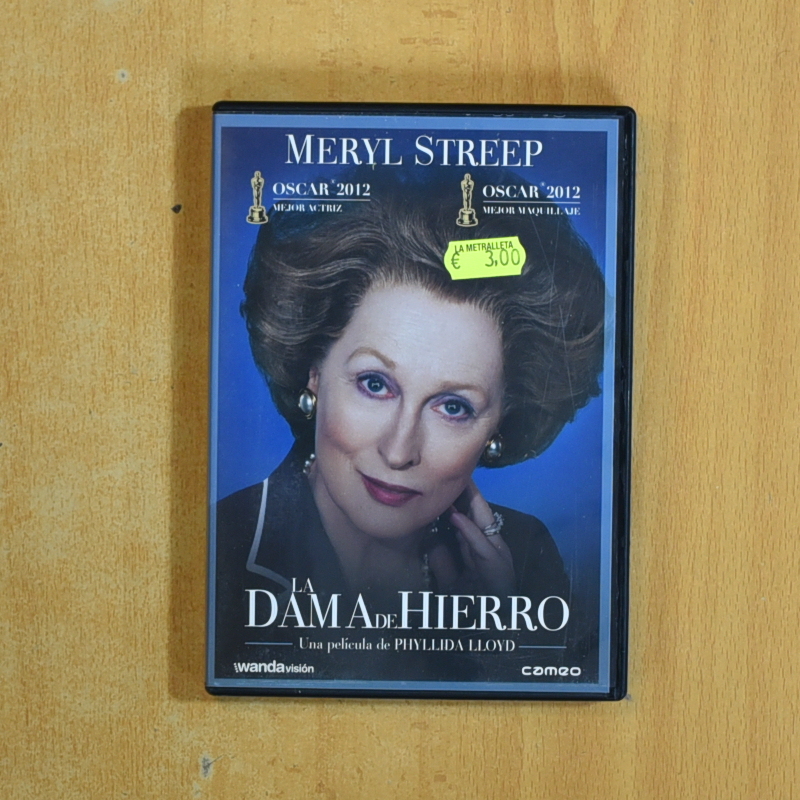 MERYL STREEP
OSCAR® 2012
MEJOR ACTRIZ
OSCAR® 2012
MEJOR MAQUILLAJE
LA METRALLETA
€ 3,00
LA
DAMA DE HIERRO
Una película de PHYLLIDA LLOYD
wanda visión
cameo